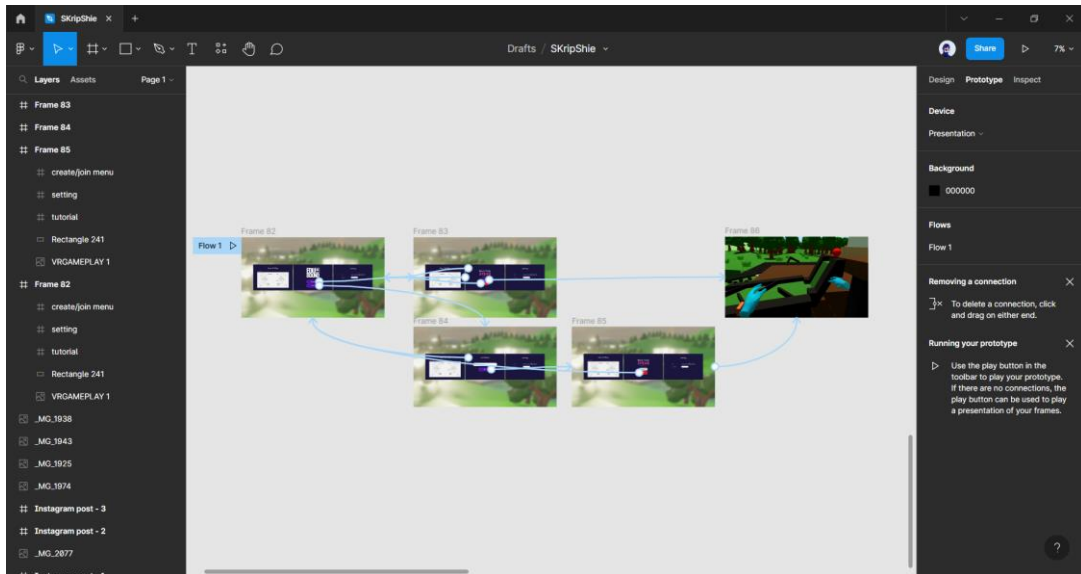 SKripShie
Drafts / SKripShie
Share
7%
Layers Assets Page 1
Frame 83
Frame 84
Frame 85
create/join menu
setting
tutorial
Rectangle 241
VRGAMEPLAY 1
Frame 82
create/join menu
setting
tutorial
Rectangle 241
VRGAMEPLAY 1
_MG_1938
_MG_1943
_MG_1925
_MG_1974
Instagram post - 3
Instagram post - 2
_MG_2077
Flow 1
Frame 82
Frame 83
Frame 86
Frame 84
Frame 85
Design Prototype Inspect
Device
Presentation
Background
000000
Flows
Flow 1
Removing a connection
To delete a connection, click
and drag on either end.
Running your prototype
Use the play button in the
toolbar to play your prototype.
If there are no connections, the
play button can be used to play
a presentation of your frames.
?